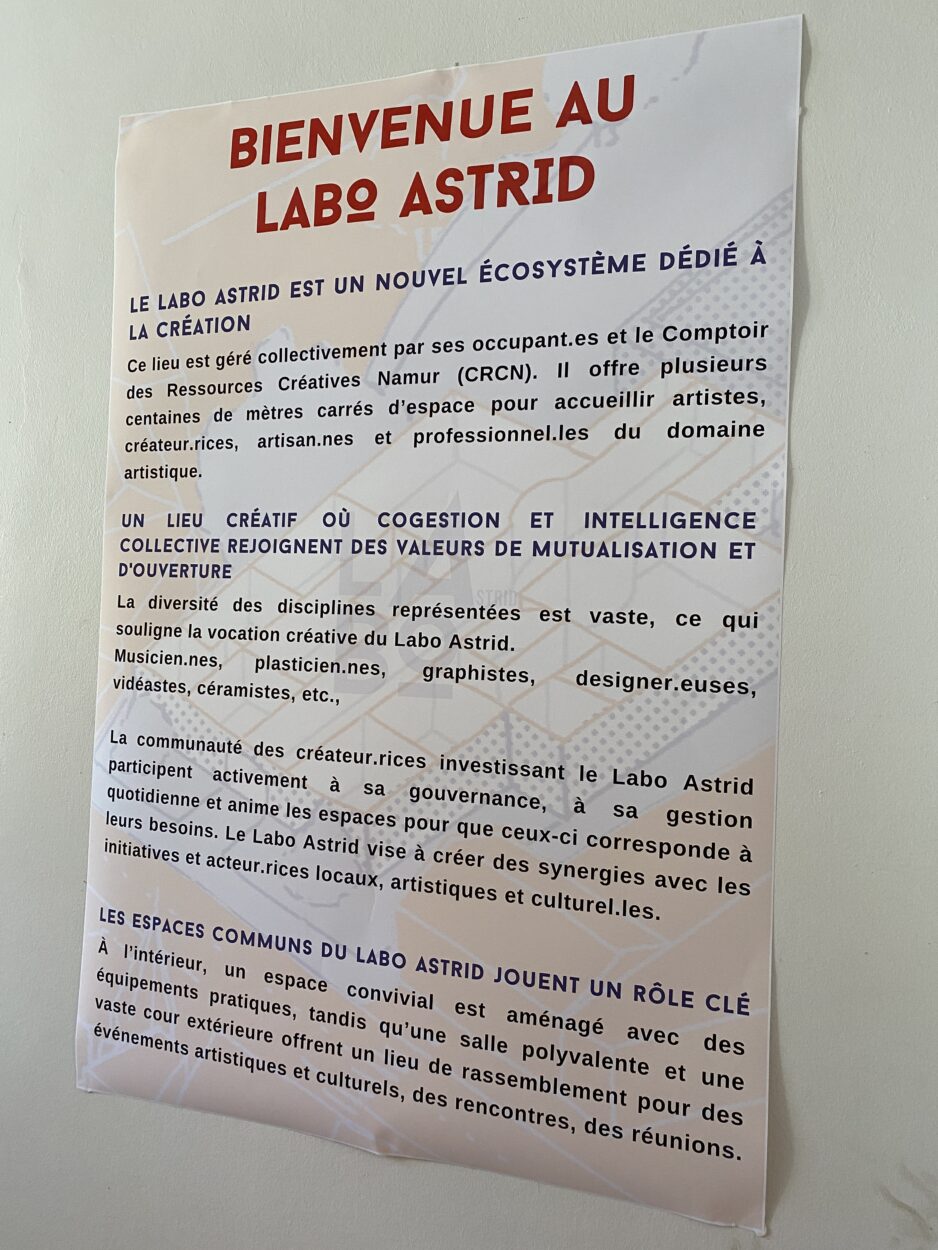 BIENVENUE AU
LABO ASTRID
LE LABO ASTRID EST UN NOUVEL ÉCOSYSTÈME DÉDIÉ À
LA CRÉATION
Ce lieu est géré collectivement par ses occupant.es et le Comptoir
des Ressources Créatives Namur (CRCN). Il offre plusieurs
centaines de mètres carrés d'espace pour accueillir artistes,
créateur.rices, artisan.nes et professionnel.les du domaine
artistique.
UN LIEU CRÉATIF OÙ COGESTION ET INTELLIGENCE
COLLECTIVE REJOIGNENT DES VALEURS DE MUTUALISATION ET
D'OUVERTURE
La diversité des disciplines représentées est vaste, ce qui
souligne la vocation créative du Labo Astrid.
Musicien.nes, plasticien.nes, graphistes, designer.euses,
vidéastes, céramistes, etc.,
La communauté des créateur.rices investissant le Labo Astrid
participent activement à sa gouvernance, à sa gestion
quotidienne et anime les espaces pour que ceux-ci corresponde à
leurs besoins. Le Labo Astrid vise à créer des synergies avec les
initiatives et acteur.rices locaux, artistiques et culturel.les.
LES ESPACES COMMUNS DU LABO ASTRID JOUENT UN RÔLE CLÉ
À l'intérieur, un espace convivial est aménagé avec des
équipements pratiques, tandis qu'une salle polyvalente et une
vaste cour extérieure offrent un lieu de rassemblement pour des
événements artistiques et culturels, des rencontres, des réunions.
LA
ASTRID
BO